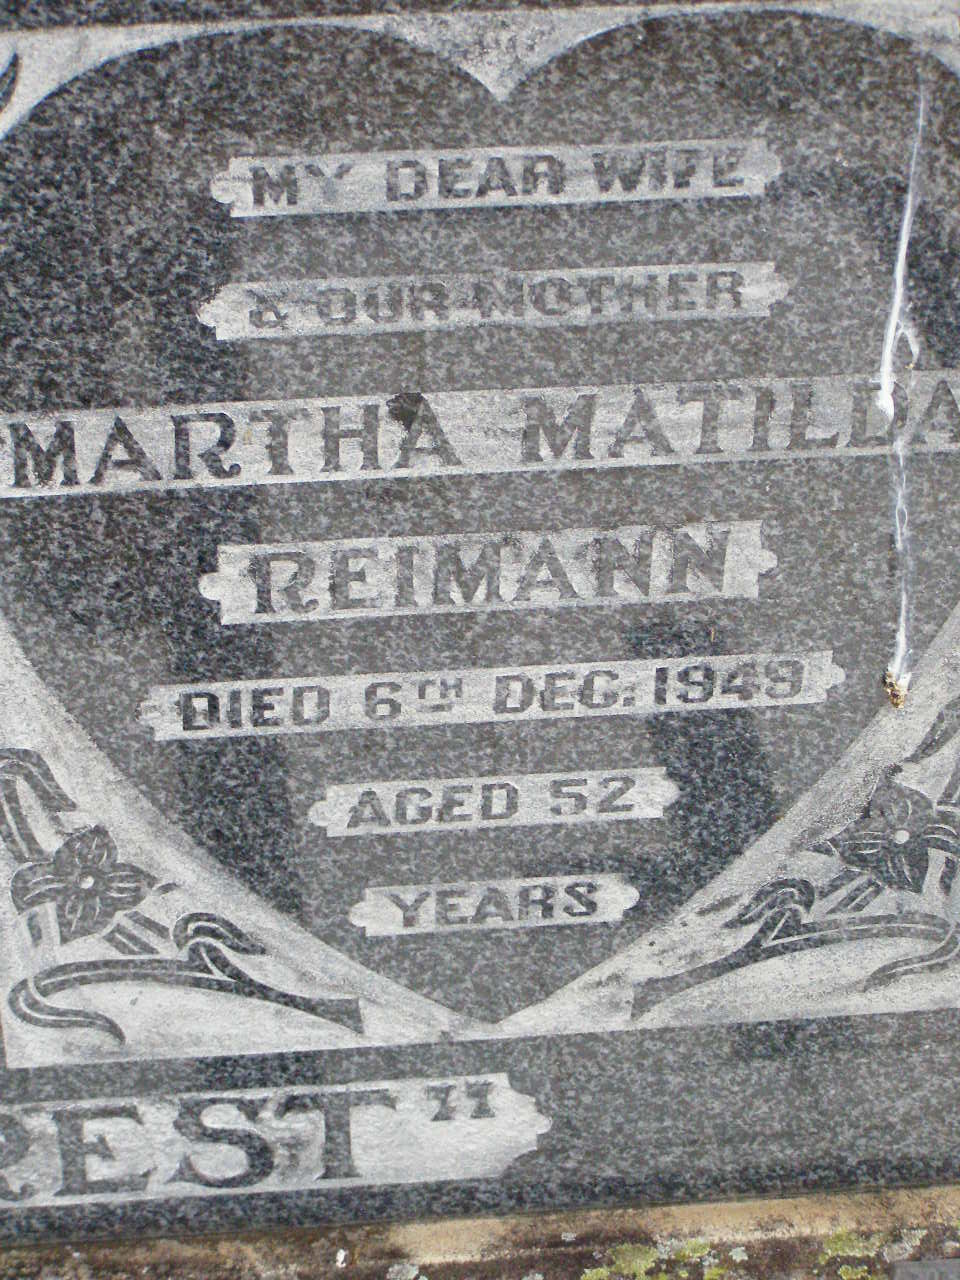 MY DEAR WIFE
& OUR MOTHER
MARTHA MATILDA
REIMANN
DIED 6TH DEC. 1949
AGED 52
YEARS
REST"